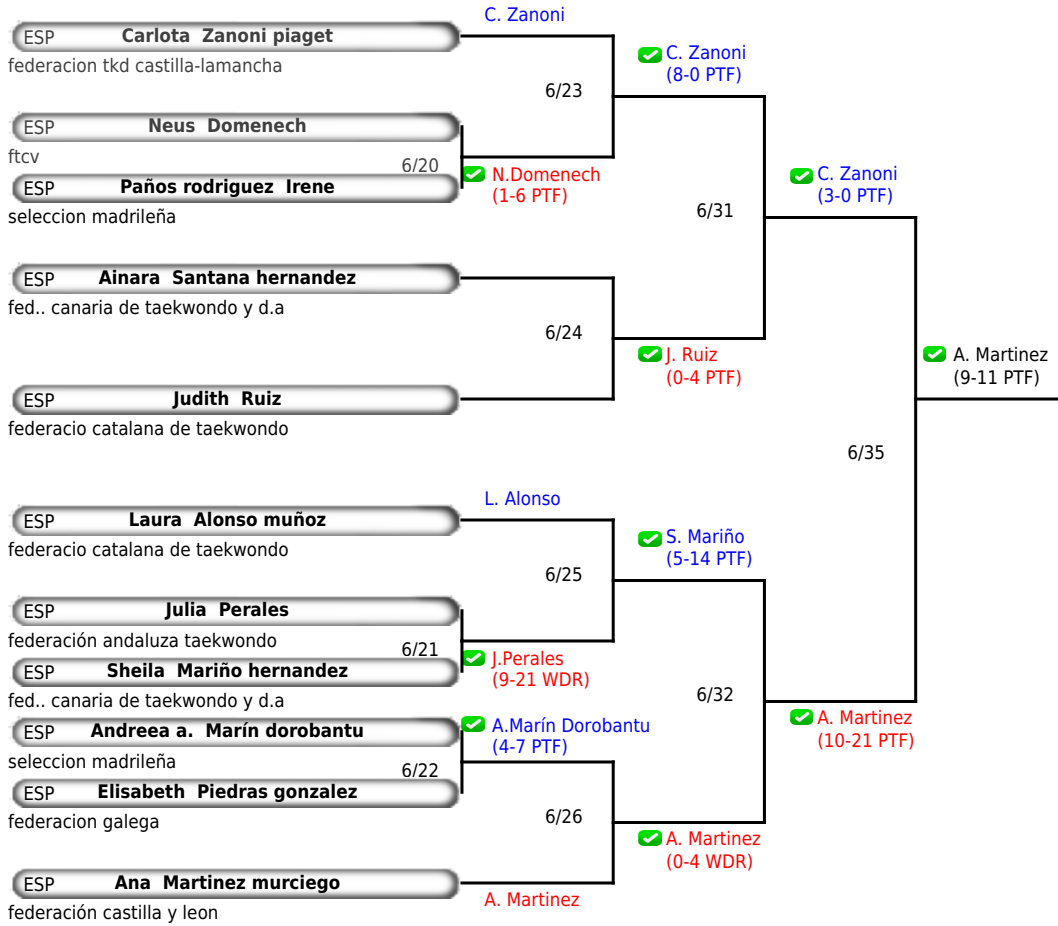 C. Zanoni
ESP Carlota Zanoni piaget
federacion tkd castilla-lamancha
C. Zanoni
(8-0 PTF)
6/23
ESP Neus Domenech
ftcv
6/20
N.Domenech
(1-6 PTF)
ESP Paños rodriguez Irene
seleccion madrileña
C. Zanoni
(3-0 PTF)
6/31
ESP Ainara Santana hernandez
fed.. canaria de taekwondo y d.a
6/24
J. Ruiz
(0-4 PTF)
A. Martinez
(9-11 PTF)
ESP Judith Ruiz
federacio catalana de taekwondo
6/35
L. Alonso
ESP Laura Alonso muñoz
federacio catalana de taekwondo
S. Mariño
(5-14 PTF)
6/25
ESP Julia Perales
federación andaluza taekwondo
6/21
J.Perales
(9-21 WDR)
ESP Sheila Mariño hernandez
fed.. canaria de taekwondo y d.a
6/32
ESP Andreea a. Marín dorobantu
seleccion madrileña
A.Marín Dorobantu
(4-7 PTF)
A. Martinez
(10-21 PTF)
6/22
ESP Elisabeth Piedras gonzalez
federacion galega
6/26
A. Martinez
(0-4 WDR)
ESP Ana Martinez murciego
federación castilla y leon
A. Martinez